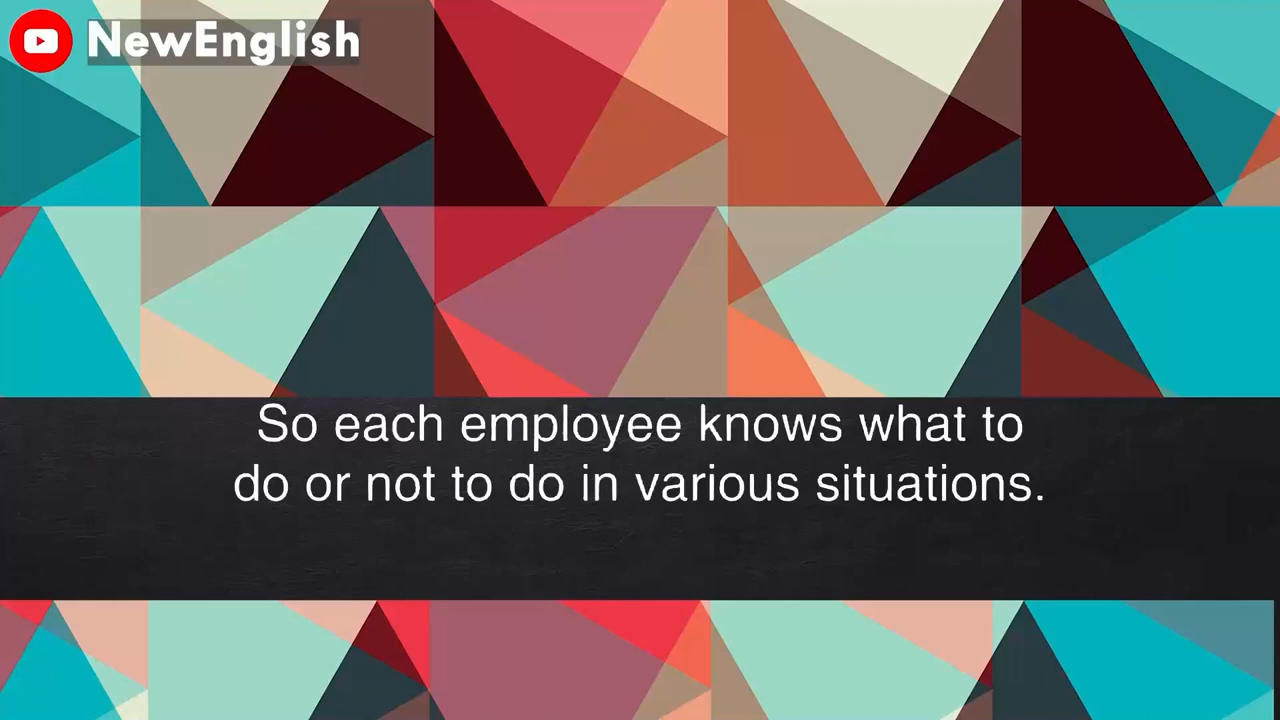 NewEnglish
So each employee knows what to
do or not to do in various situations.